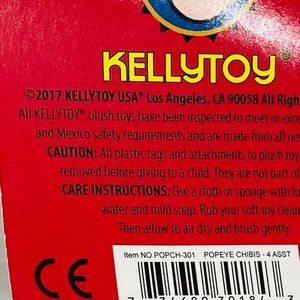 KELLYTOY®
©2017 KELLYTOY USA® Los Angeles, CA 90058 All Righ
All KELLYTOY® plush toys have been inspected to meet or exce
and Mexico safety requirements and are made from all new
CAUTION: All plastic tags and attachments to plush toy
removed before giving to a child. They are not part of
CARE INSTRUCTIONS: Use a cloth or sponge with lu
water and mild soap. Rub your soft toy clean
Then allow to air dry and brush gently.
Item NO.POPCH-301 POPEYE CHIBIS - 4 ASST
CE